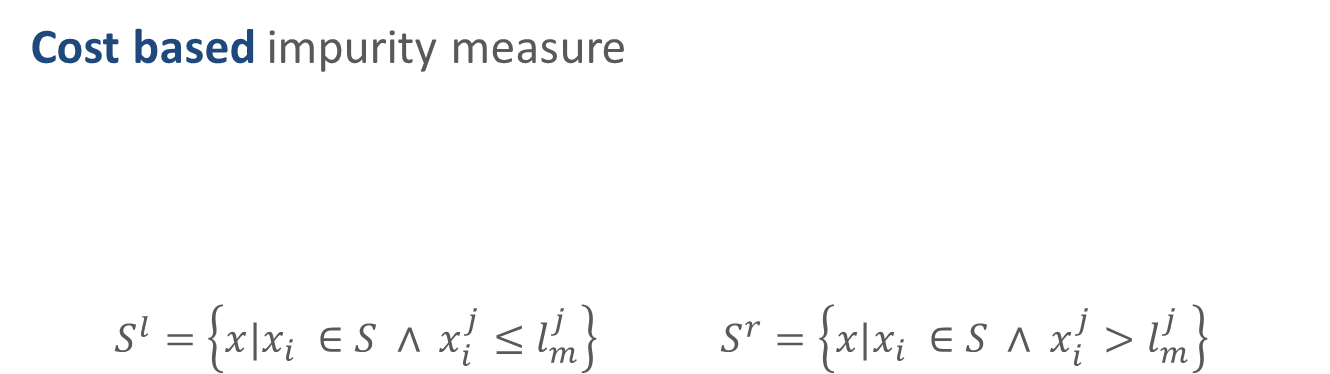 Cost based impurity measure
S^l = {x|x_i ∈ S ∧ x_i^j ≤ l_m^j} S^r = {x|x_i ∈ S ∧ x_i^j > l_m^j}